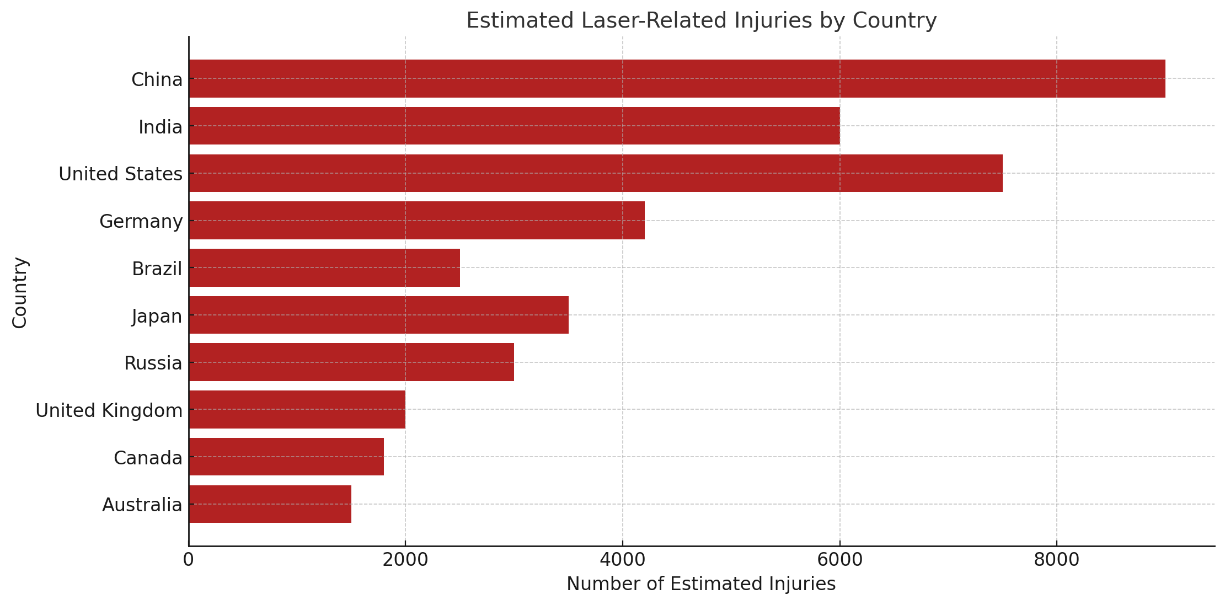 Estimated Laser-Related Injuries by Country
China
India
United States
Germany
Brazil
Japan
Russia
United Kingdom
Canada
Australia
Country
0 2000 4000 6000 8000
Number of Estimated Injuries